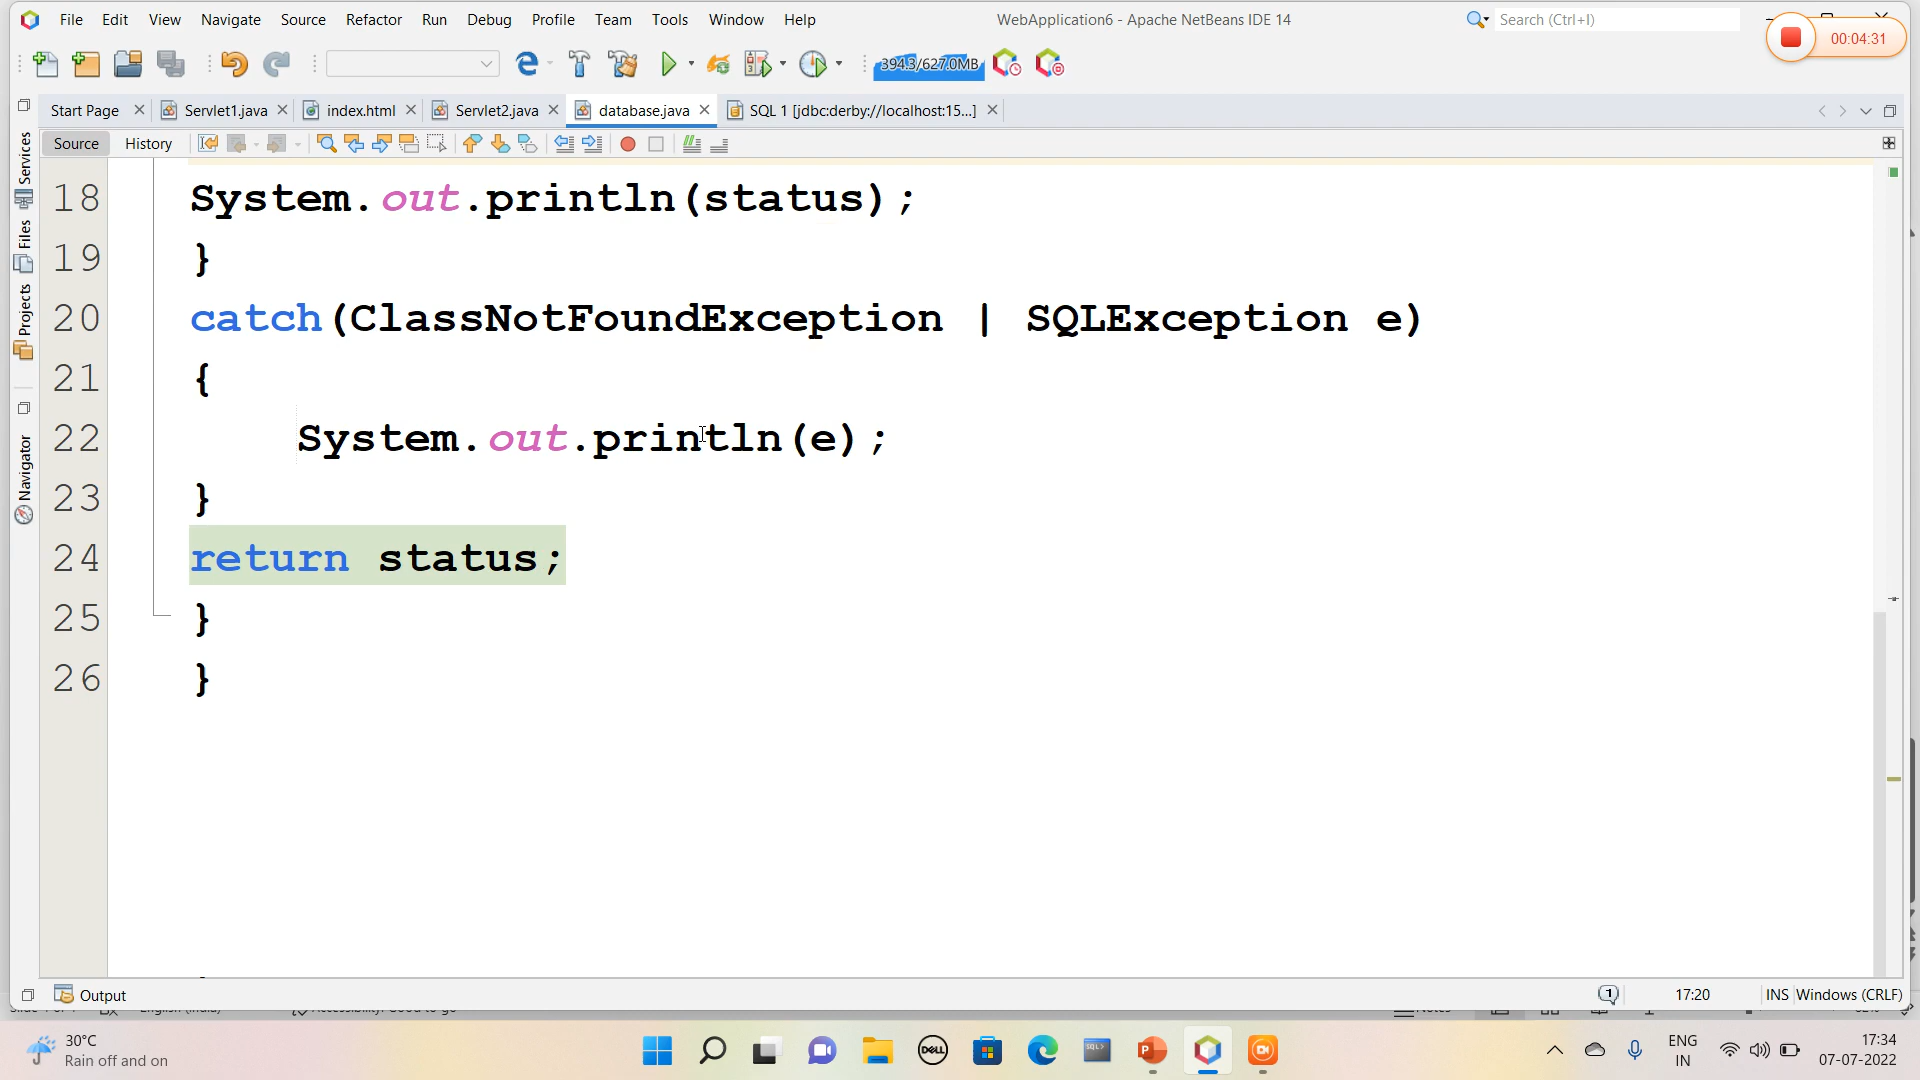 File Edit View Navigate Source Refactor Run Debug Profile Team Tools Window Help
WebApplication6 - Apache NetBeans IDE 14
Search (Ctrl+I)
00:04:31
394.3/627.0MB
Start Page
Servlet1.java
index.html
Servlet2.java
database.java
SQL 1 [jdbc:derby://localhost:15...]
Source
History
Services
Files
Projects
Navigator
18 System.out.println(status);
19 }
20 catch(ClassNotFoundException | SQLException e)
21 {
22 System.out.println(e);
23 }
24 return status;
25 }
26 }
Output
1
17:20
INS
Windows (CRLF)
30°C
Rain off and on
DELL
SQL>
ENG
IN
17:34
07-07-2022